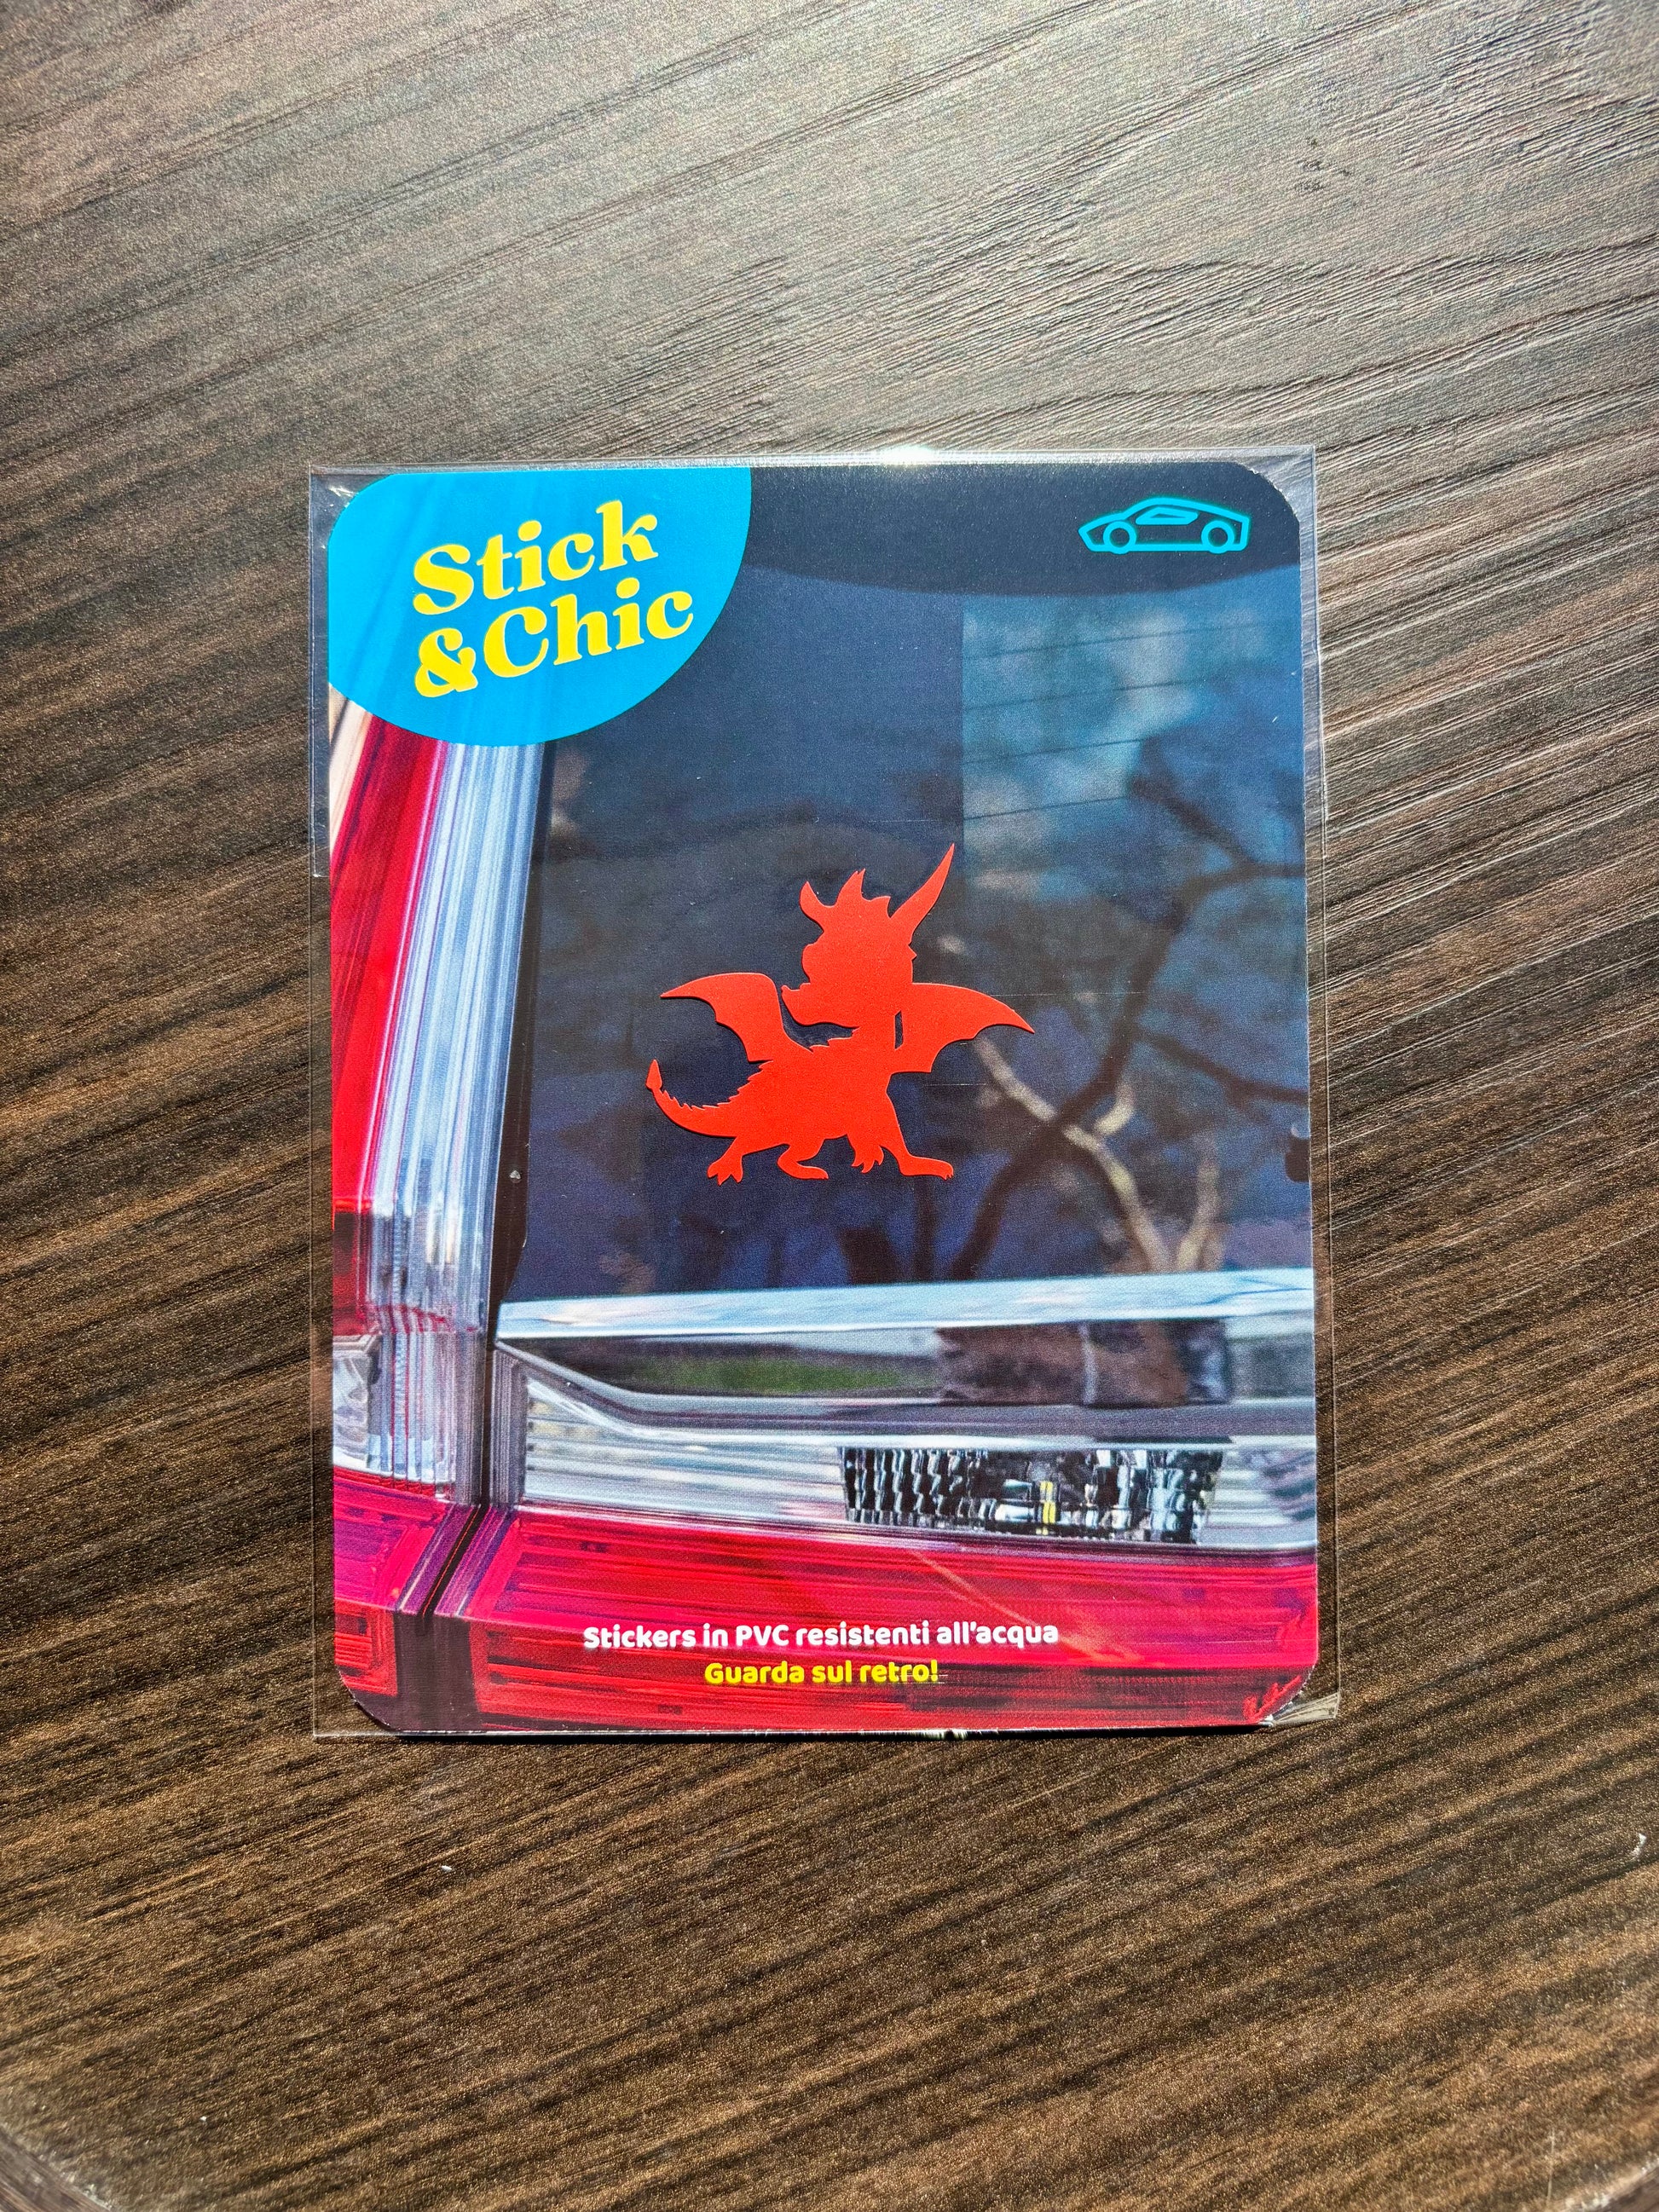 Stick
&Chic
Stickers in PVC resistenti all'acqua
Guarda sul retro!